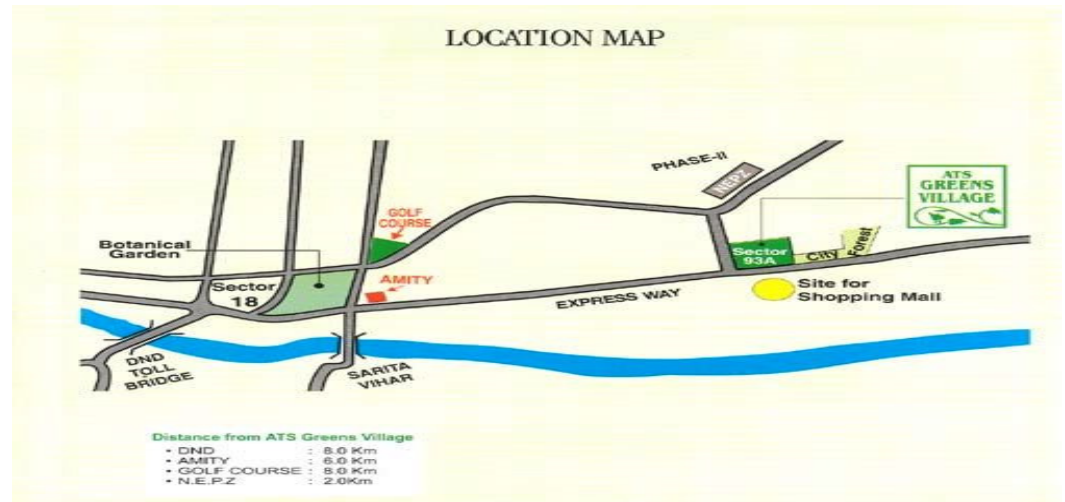 LOCATION MAP
PHASE-II
NEPZ
ATS
GREENS
VILLAGE
GOLF
COURSE
Botanical
Garden
Sector
93A
City
Forest
AMITY
Sector
18
Site for
Shopping Mall
EXPRESS WAY
DND
TOLL
BRIDGE
SARITA
VIHAR
Distance from ATS Greens Village
• DND : 8.0 Km
• AMITY : 6.0 Km
• GOLF COURSE : 8.0 Km
• N.E.P.Z : 2.0Km